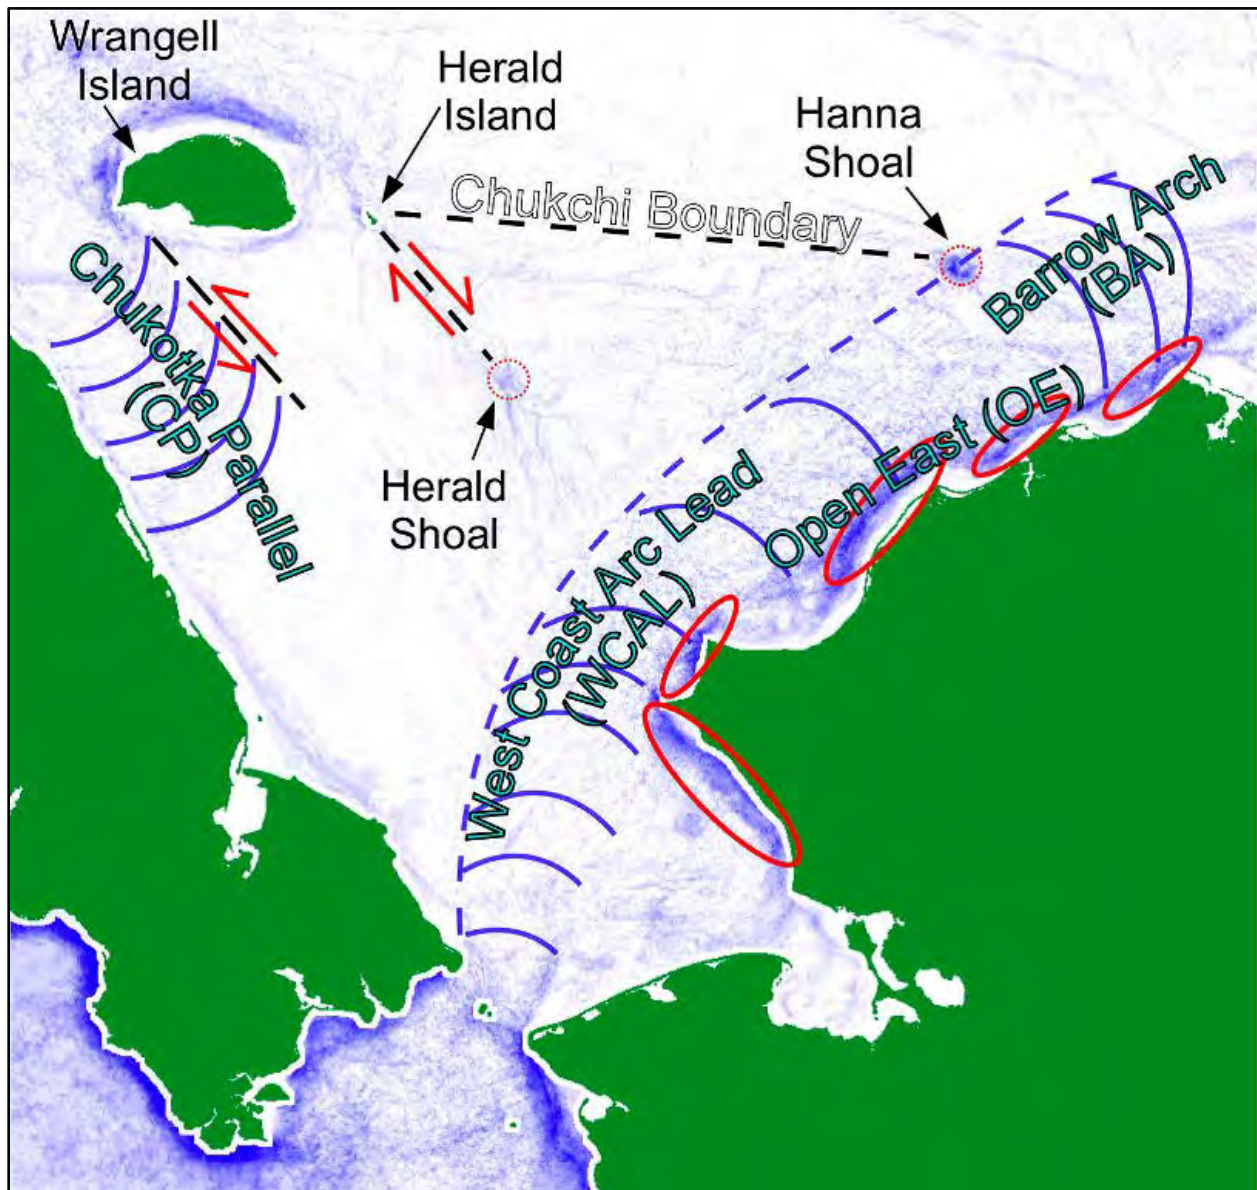 Wrangell
Island
Herald
Island
Hanna
Shoal
Chukchi Boundary
Barrow Arch
(BA)
Chukotka Parallel
(CP)
Herald
Shoal
Open East (OE)
West Coast Arc Lead
(WCAL)